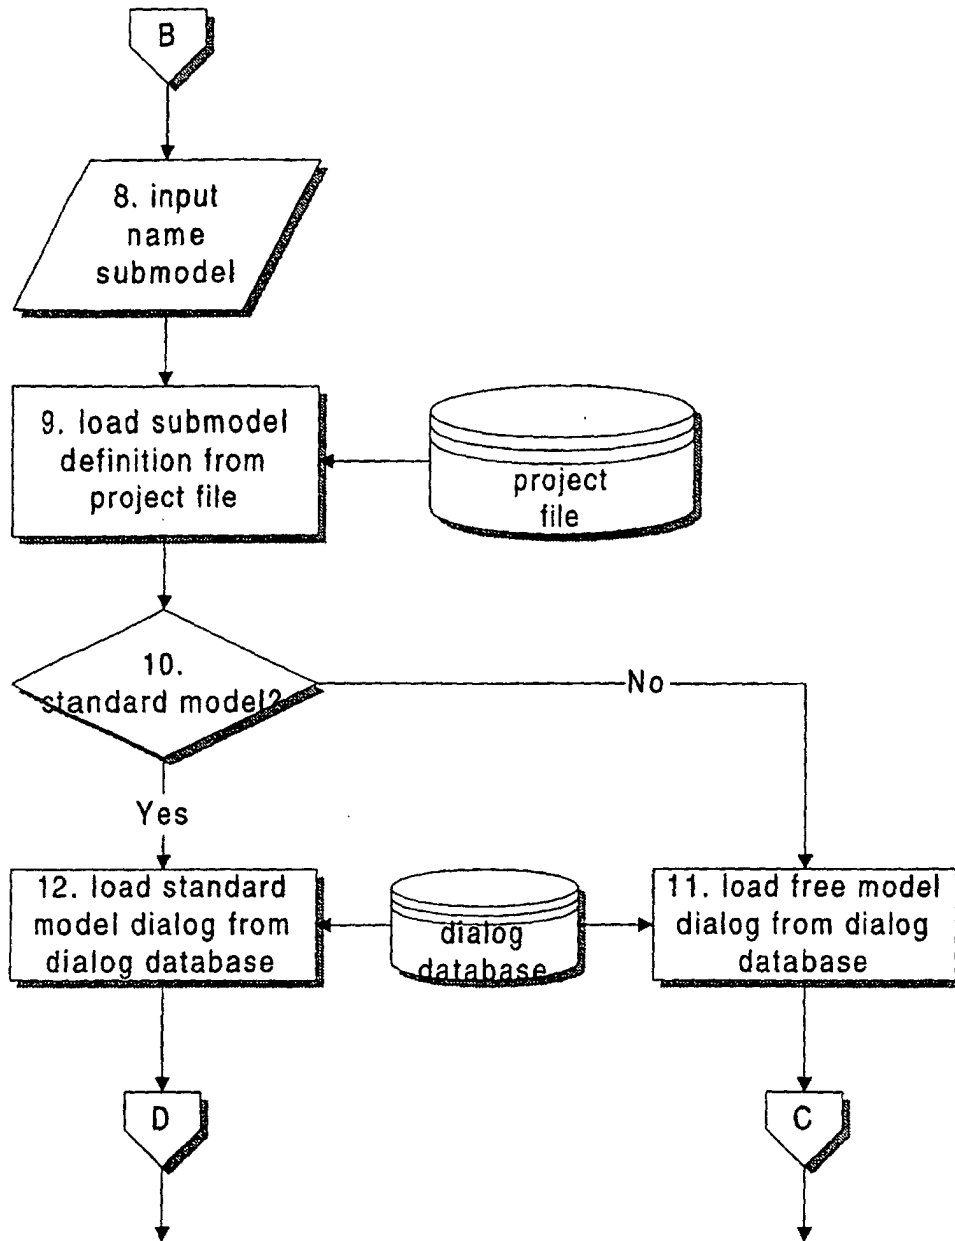 B
8. input
name
submodel
9. load submodel
definition from
project file
project
file
10.
standard model?
No
Yes
12. load standard
model dialog from
dialog database
dialog
database
11. load free model
dialog from dialog
database
D
C